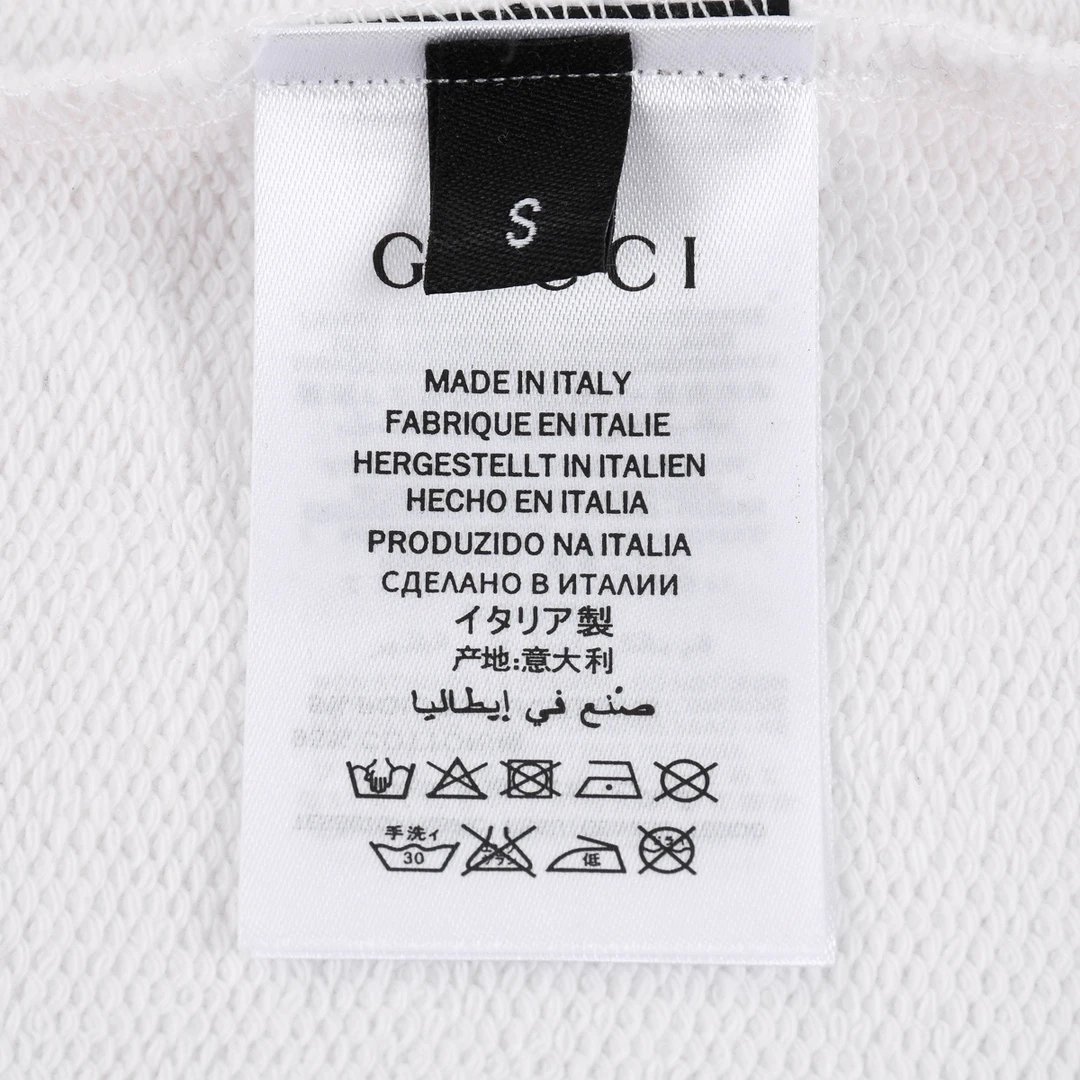 S
G CCI
MADE IN ITALY
FABRIQUE EN ITALIE
HERGESTELLT IN ITALIEN
HECHO EN ITALIA
PRODUZIDO NA ITALIA
СДЕЛАНО В ИТАЛИИ
イタリア製
产地:意大利
صنع في إيطاليا
手洗イ
30
低